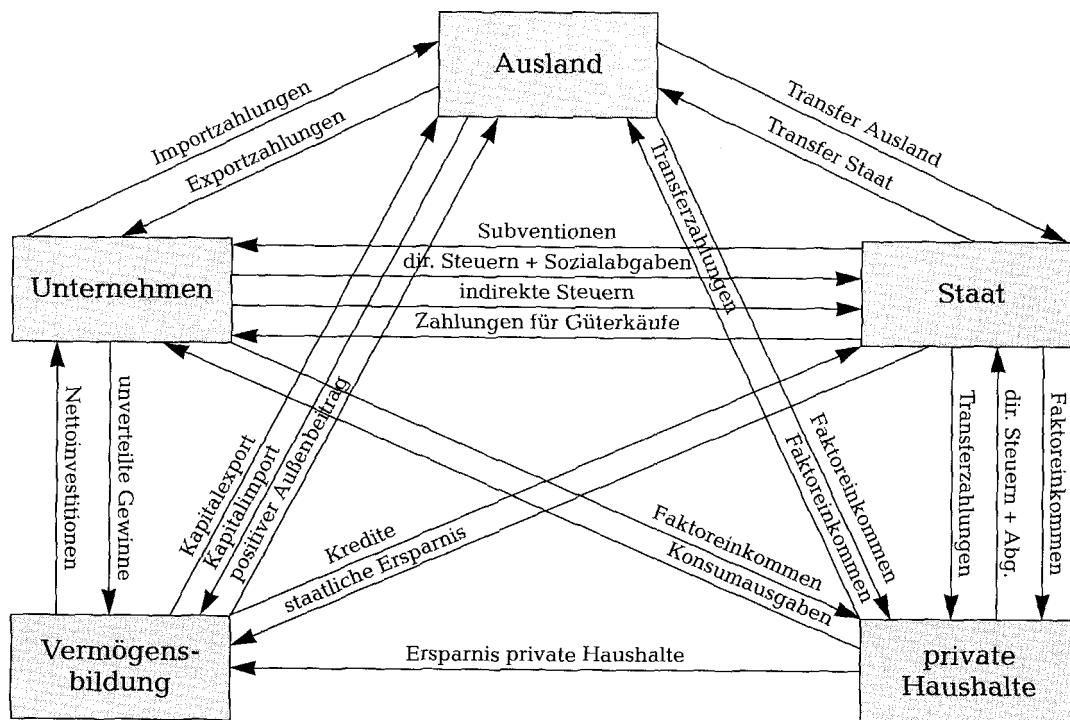 Ausland
Importzahlungen
Exportzahlungen
Transfer Ausland
Transfer Staat
Transferzahlungen
Subventionen
dir. Steuern + Sozialabgaben
indirekte Steuern
Zahlungen für Güterkäufe
Unternehmen
Staat
Nettoinvestitionen
unverteilte Gewinne
Kapitalexport
Kapitalimport
positiver Außenbeitrag
Kredite
staatliche Ersparnis
Faktoreinkommen
Konsumausgaben
Faktoreinkommen
Faktoreinkommen
Transferzahlungen
dir. Steuern + Abg.
Faktoreinkommen
Ersparnis private Haushalte
Vermögens-
bildung
private
Haushalte